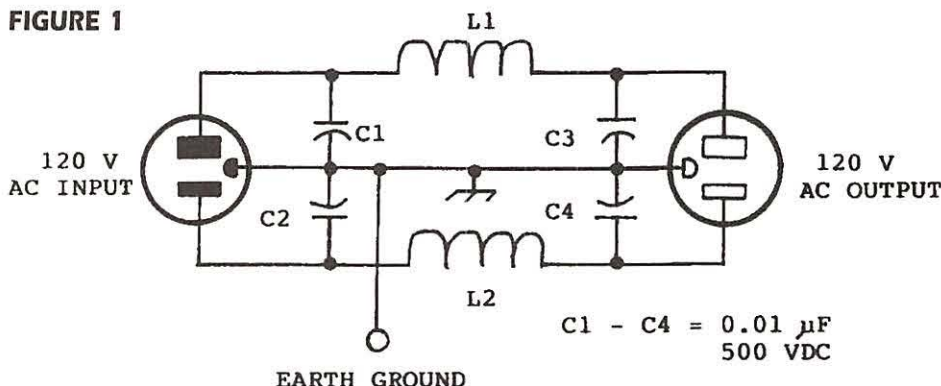 FIGURE 1
L1
C1
C3
120 V
AC INPUT
120 V
AC OUTPUT
C2
C4
L2
C1 - C4 = 0.01 µF
500 VDC
EARTH GROUND